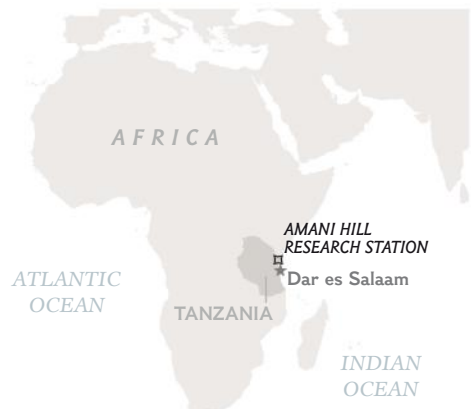 AFRICA
AMANI HILL
RESEARCH STATION
Dar es Salaam
ATLANTIC
OCEAN
TANZANIA
INDIAN
OCEAN